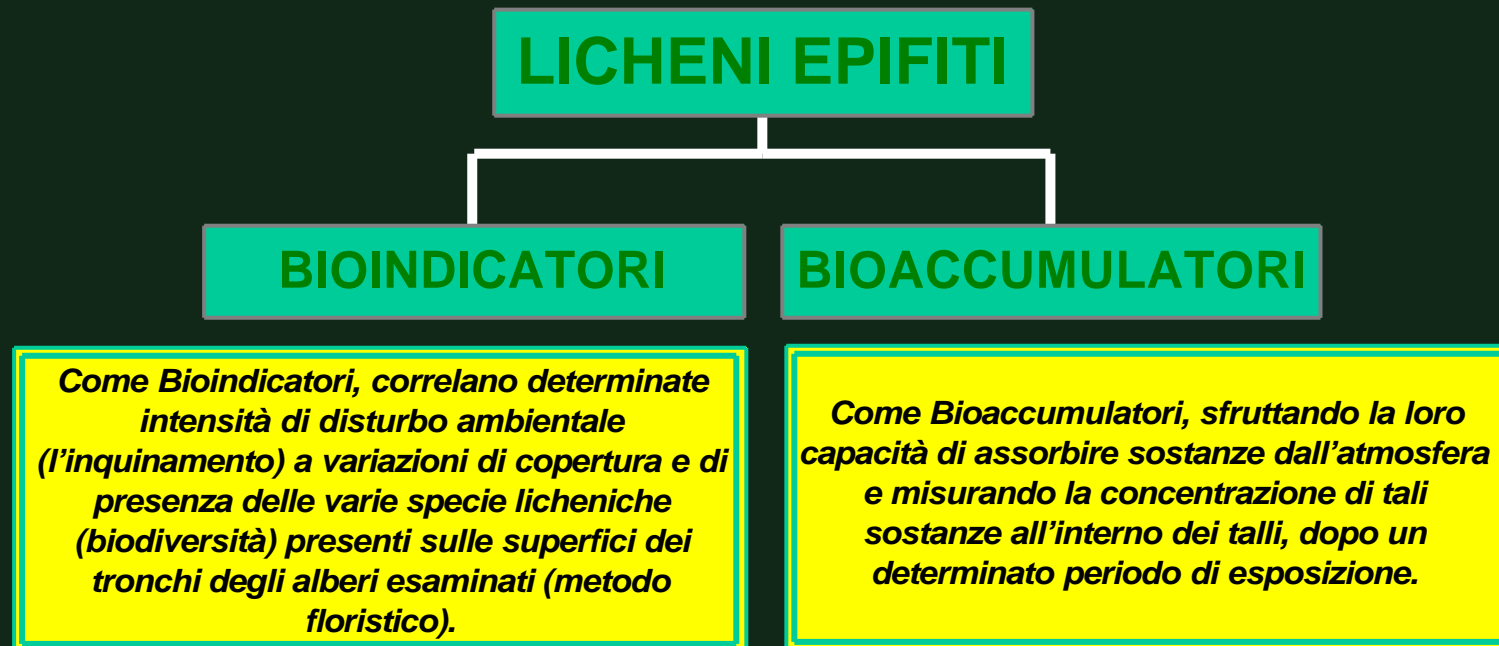 LICHENI EPIFITI
BIOINDICATORI
BIOACCUMULATORI
Come Bioindicatori, correlano determinate
intensità di disturbo ambientale
(l’inquinamento) a variazioni di copertura e di
presenza delle varie specie licheniche
(biodiversità) presenti sulle superfici dei
tronchi degli alberi esaminati (metodo
floristico).
Come Bioaccumulatori, sfruttando la loro
capacità di assorbire sostanze dall’atmosfera
e misurando la concentrazione di tali
sostanze all’interno dei talli, dopo un
determinato periodo di esposizione.